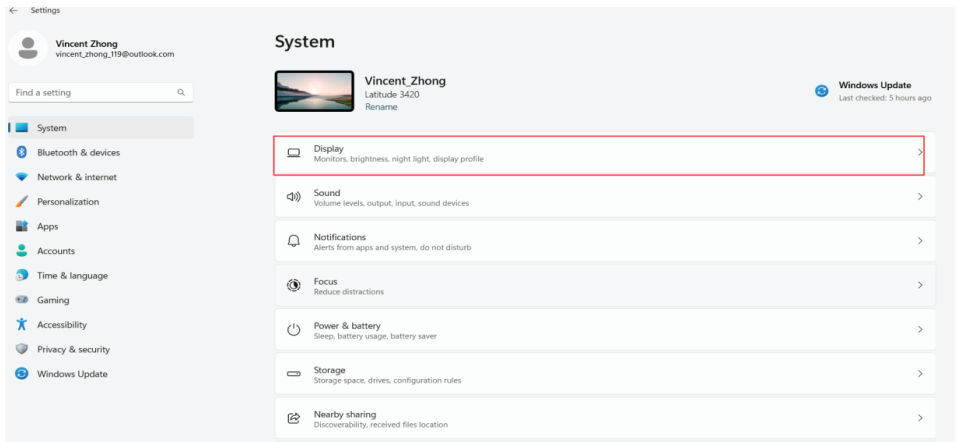 Settings
Vincent Zhong
vincent_zhong_119@outlook.com
Find a setting
System
Bluetooth & devices
Network & internet
Personalization
Apps
Accounts
Time & language
Gaming
Accessibility
Privacy & security
Windows Update
System
Vincent_Zhong
Latitude 3420
Rename
Windows Update
Last checked: 5 hours ago
Display
Monitors, brightness, night light, display profile
Sound
Volume levels, output, input, sound devices
Notifications
Alerts from apps and system, do not disturb
Focus
Reduce distractions
Power & battery
Sleep, battery usage, battery saver
Storage
Storage space, drives, configuration rules
Nearby sharing
Discoverability, received files location